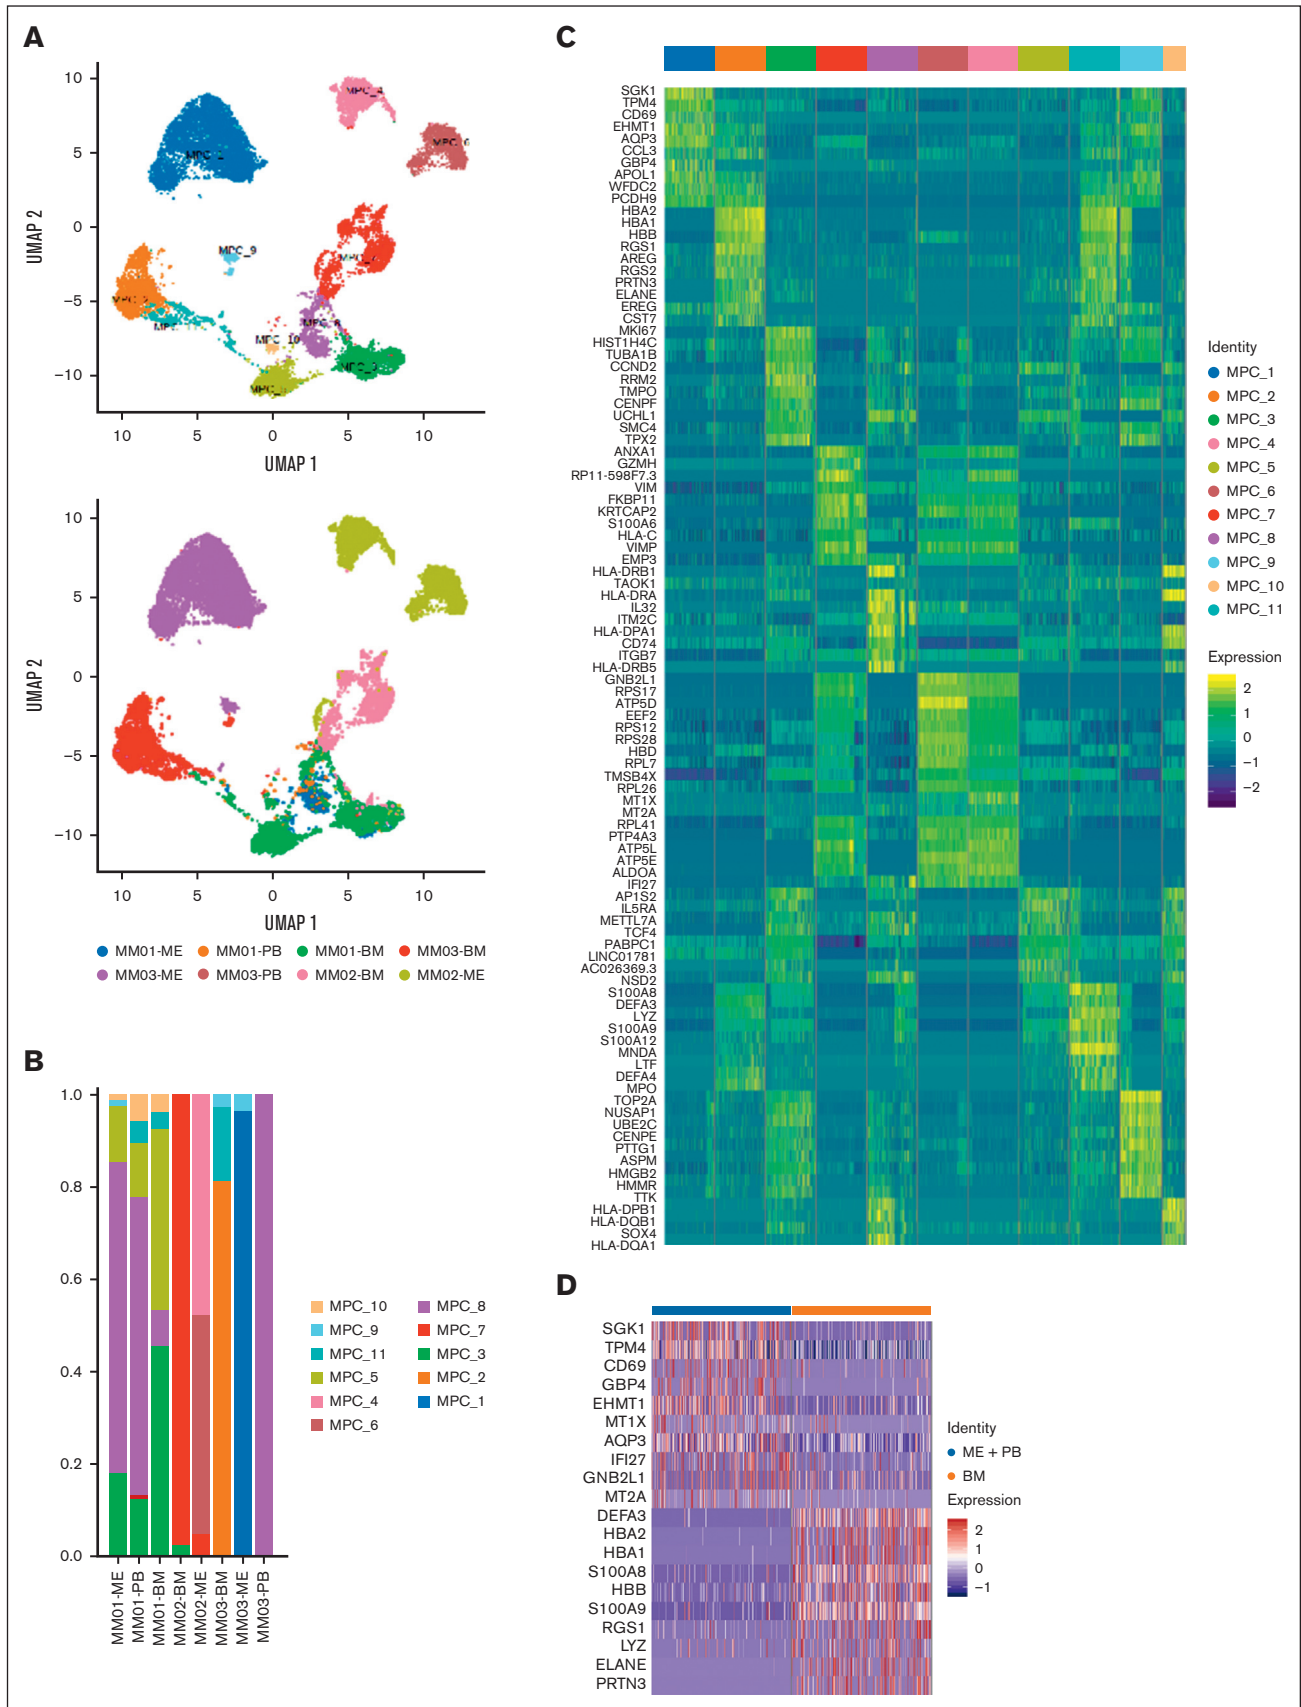 A
10
5
0
−5
−10
UMAP 2
MPC_4
MPC_6
MPC_1
MPC_9
MPC_7
MPC_2
MPC_8
MPC_10
MPC_3
MPC_5
10
5
0
5
10
UMAP 1
10
5
0
−5
−10
UMAP 2
10
5
0
5
10
UMAP 1
MM01-ME
MM01-PB
MM01-BM
MM03-BM
MM03-ME
MM03-PB
MM02-BM
MM02-ME
B
1.0
0.8
0.6
0.4
0.2
0.0
MM01-ME
MM01-PB
MM01-BM
MM02-BM
MM02-ME
MM03-BM
MM03-ME
MM03-PB
MPC_10
MPC_9
MPC_11
MPC_5
MPC_4
MPC_6
MPC_8
MPC_7
MPC_3
MPC_2
MPC_1
C
SGK1
TPM4
CD69
EHMT1
AQP3
CCL3
GBP4
APOL1
WFDC2
PCDH9
HBA2
HBA1
HBB
RGS1
AREG
RGS2
PRTN3
ELANE
EREG
CST7
MKI67
HIST1H4C
TUBA1B
CCND2
RRM2
TMPO
CENPF
UCHL1
SMC4
TPX2
ANXA1
GZMH
RP11-598F7.3
VIM
FKBP11
KRTCAP2
S100A6
HLA-C
VIMP
EMP3
HLA-DRB1
TAOK1
HLA-DRA
IL32
ITM2C
HLA-DPA1
CD74
ITGB7
HLA-DRB5
GNB2L1
RPS17
ATP5D
EEF2
RPS12
RPS28
HBD
RPL7
TMSB4X
RPL26
MT1X
MT2A
RPL41
PTP4A3
ATP5L
ATP5E
ALDOA
IFI27
AP1S2
IL5RA
METTL7A
TCF4
PABPC1
LINC01781
AC026369.3
NSD2
S100A8
DEFA3
LYZ
S100A9
S100A12
MNDA
LTF
DEFA4
MPO
TOP2A
NUSAP1
UBE2C
CENPE
PTTG1
ASPM
HMGB2
HMMR
TTK
HLA-DPB1
HLA-DQB1
SOX4
HLA-DQA1
Identity
MPC_1
MPC_2
MPC_3
MPC_4
MPC_5
MPC_6
MPC_7
MPC_8
MPC_9
MPC_10
MPC_11
Expression
2
1
0
−1
−2
D
SGK1
TPM4
CD69
GBP4
EHMT1
MT1X
AQP3
IFI27
GNB2L1
MT2A
DEFA3
HBA2
HBA1
S100A8
HBB
S100A9
RGS1
LYZ
ELANE
PRTN3
Identity
ME + PB
BM
Expression
2
1
0
−1